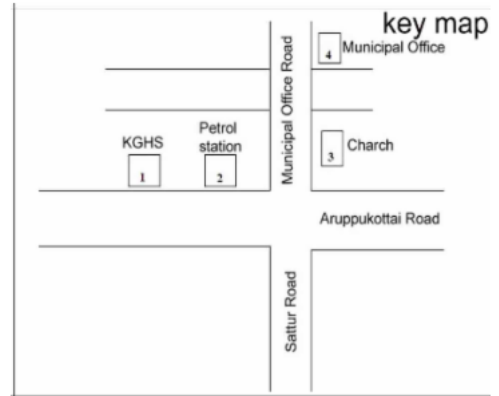 key map
4
Municipal Office
Municipal Office Road
KGHS
Petrol
station
1
2
3
Charch
Aruppukottai Road
Sattur Road